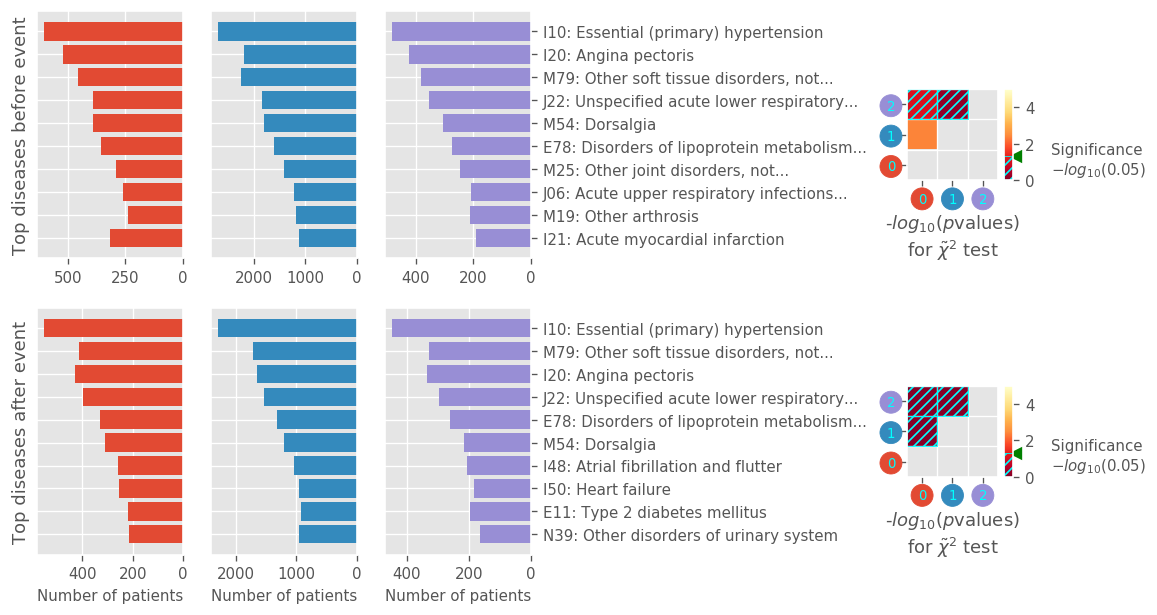 Top diseases before event
500 250 0
2000 1000 0
400 200 0
I10: Essential (primary) hypertension
I20: Angina pectoris
M79: Other soft tissue disorders, not...
J22: Unspecified acute lower respiratory...
M54: Dorsalgia
E78: Disorders of lipoprotein metabolism...
M25: Other joint disorders, not...
J06: Acute upper respiratory infections...
M19: Other arthrosis
I21: Acute myocardial infarction
2
1
0
0 1 2
-log10(pvalues)
for χ̃² test
4
2
0
Significance
−log10(0.05)
Top diseases after event
400 200 0
2000 1000 0
400 200 0
Number of patients
Number of patients
Number of patients
I10: Essential (primary) hypertension
M79: Other soft tissue disorders, not...
I20: Angina pectoris
J22: Unspecified acute lower respiratory...
E78: Disorders of lipoprotein metabolism...
M54: Dorsalgia
I48: Atrial fibrillation and flutter
I50: Heart failure
E11: Type 2 diabetes mellitus
N39: Other disorders of urinary system
2
1
0
0 1 2
-log10(pvalues)
for χ̃² test
4
2
0
Significance
−log10(0.05)